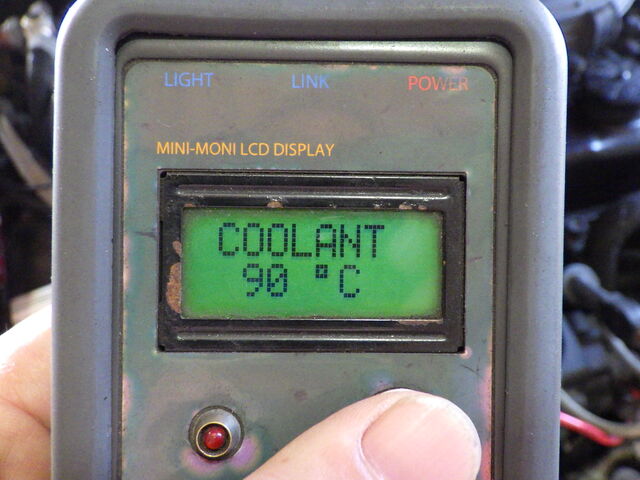 LIGHT LINK POWER
MINI-MONI LCD DISPLAY
COOLANT
90 °C